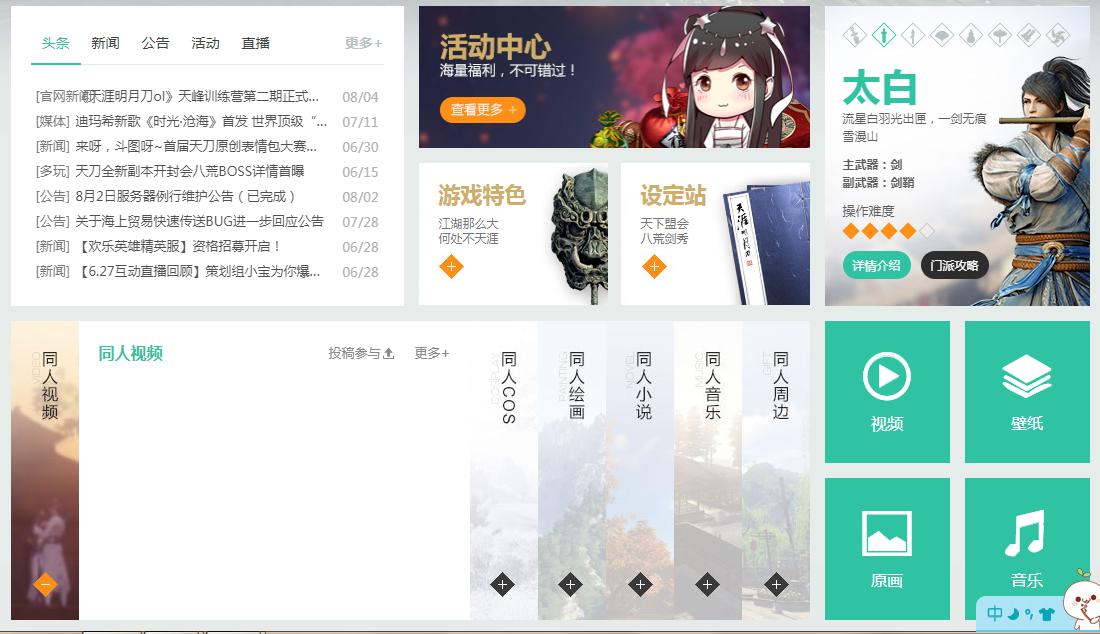 头条 新闻 公告 活动 直播 更多+
[官网新闻]《天涯明月刀ol》天峰训练营第二期正式... 08/04
[媒体] 迪玛希新歌《时光·沧海》首发 世界顶级“... 07/11
[新闻] 来呀，斗图呀~首届天刀原创表情包大赛... 06/30
[多玩] 天刀全新副本开封会八荒BOSS详情首曝 06/15
[公告] 8月2日服务器例行维护公告（已完成） 08/02
[公告] 关于海上贸易快速传送BUG进一步回应公告 07/28
[新闻] 【欢乐英雄精英服】资格招募开启！ 06/28
[新闻] 【6.27互动直播回顾】策划组小宝为你爆... 06/28
活动中心
海量福利，不可错过！
查看更多 +
游戏特色
江湖那么大
何处不天涯
设定站
天下盟会
八荒剑秀
天涯明月刀
太白
流星白羽光出匣，一剑无痕
雪漫山
主武器：剑
副武器：剑鞘
操作难度
详情介绍 门派攻略
VIDEO
同人视频
同人视频 投稿参与 更多+
COSPLAY
同人COS
PAINTING
同人绘画
NOVEL
同人小说
MUSIC
同人音乐
GIFT
同人周边
视频
壁纸
原画
音乐
中